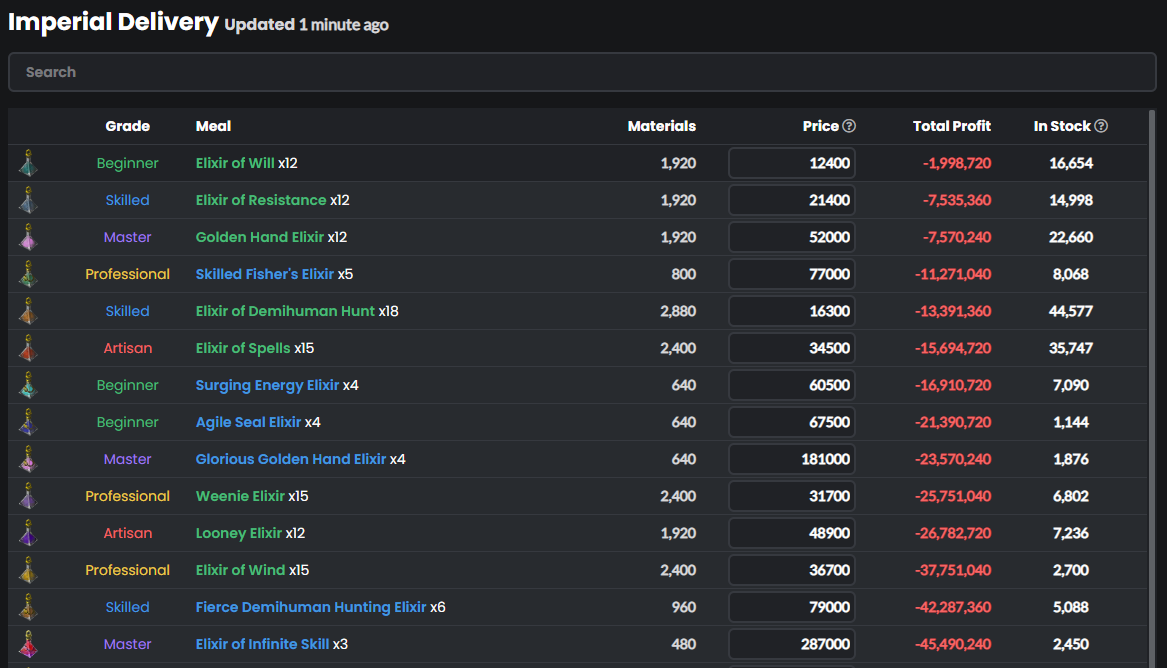 Imperial Delivery Updated 1 minute ago
Search
Grade Meal Materials Price ? Total Profit In Stock ?
Beginner Elixir of Will x12 1,920 12400 -1,998,720 16,654
Skilled Elixir of Resistance x12 1,920 21400 -7,535,360 14,998
Master Golden Hand Elixir x12 1,920 52000 -7,570,240 22,660
Professional Skilled Fisher's Elixir x5 800 77000 -11,271,040 8,068
Skilled Elixir of Demihuman Hunt x18 2,880 16300 -13,391,360 44,577
Artisan Elixir of Spells x15 2,400 34500 -15,694,720 35,747
Beginner Surging Energy Elixir x4 640 60500 -16,910,720 7,090
Beginner Agile Seal Elixir x4 640 67500 -21,390,720 1,144
Master Glorious Golden Hand Elixir x4 640 181000 -23,570,240 1,876
Professional Weenie Elixir x15 2,400 31700 -25,751,040 6,802
Artisan Looney Elixir x12 1,920 48900 -26,782,720 7,236
Professional Elixir of Wind x15 2,400 36700 -37,751,040 2,700
Skilled Fierce Demihuman Hunting Elixir x6 960 79000 -42,287,360 5,088
Master Elixir of Infinite Skill x3 480 287000 -45,490,240 2,450